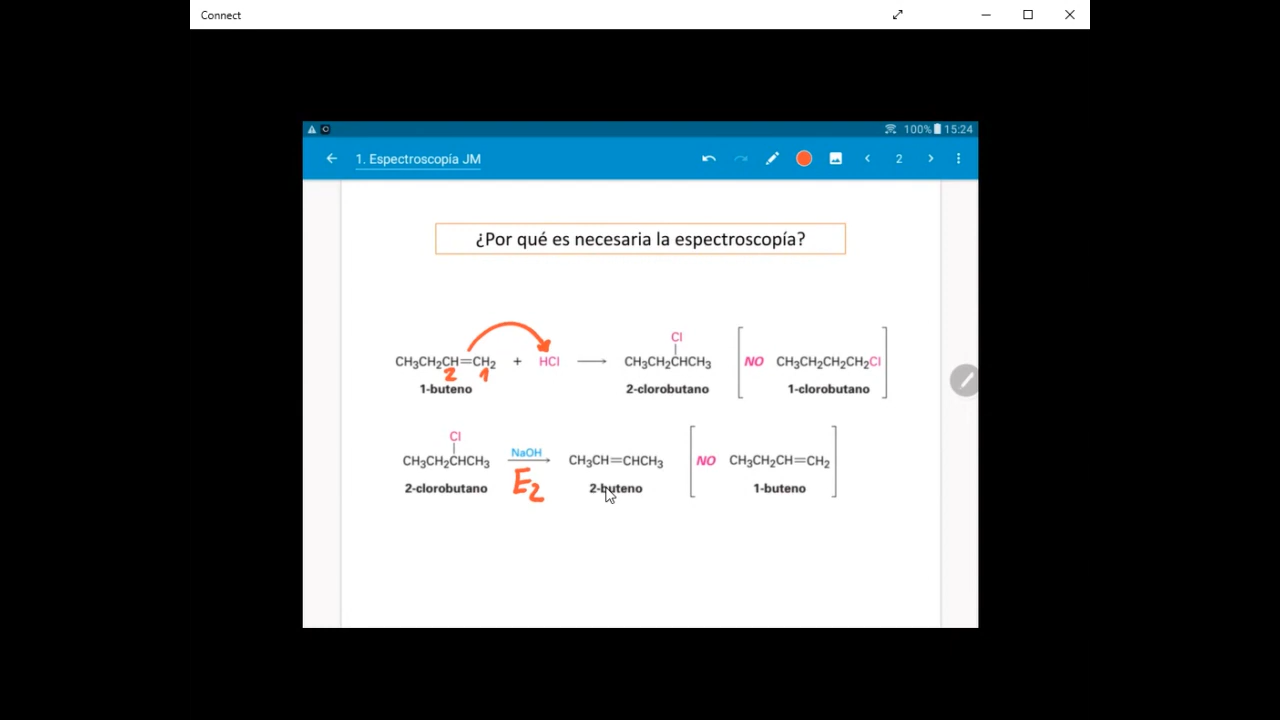 Connect
100% 15:24
1. Espectroscopía JM
2
¿Por qué es necesaria la espectroscopía?
Cl
CH₃CH₂CH=CH₂ + HCl → CH₃CH₂CHCH₃ NO CH₃CH₂CH₂CH₂Cl
2 1
1-buteno 2-clorobutano 1-clorobutano
Cl
NaOH
CH₃CH₂CHCH₃ → CH₃CH=CHCH₃ NO CH₃CH₂CH=CH₂
E₂
2-clorobutano 2-buteno 1-buteno